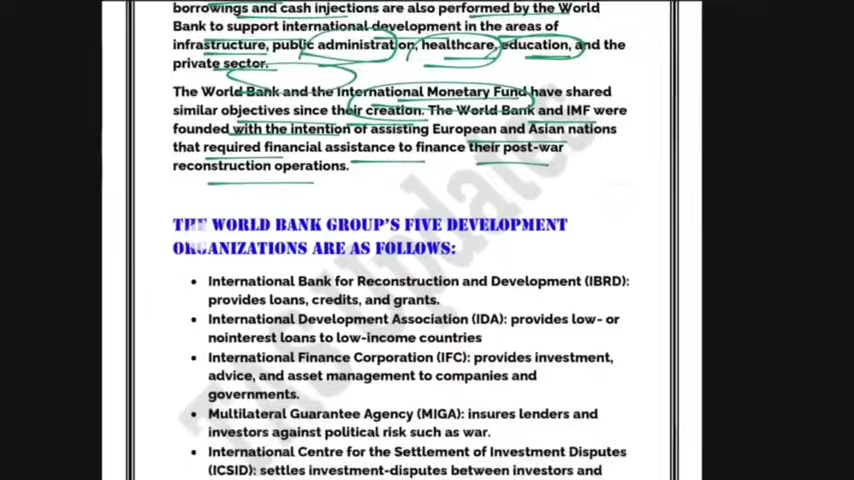 borrowings and cash injections are also performed by the World
Bank to support international development in the areas of
infrastructure, public administration, healthcare, education, and the
private sector.
The World Bank and the International Monetary Fund have shared
similar objectives since their creation. The World Bank and IMF were
founded with the intention of assisting European and Asian nations
that required financial assistance to finance their post-war
reconstruction operations.
THE WORLD BANK GROUP'S FIVE DEVELOPMENT
ORGANIZATIONS ARE AS FOLLOWS:
• International Bank for Reconstruction and Development (IBRD):
provides loans, credits, and grants.
• International Development Association (IDA): provides low- or
nointerest loans to low-income countries
• International Finance Corporation (IFC): provides investment,
advice, and asset management to companies and
governments.
• Multilateral Guarantee Agency (MIGA): insures lenders and
investors against political risk such as war.
• International Centre for the Settlement of Investment Disputes
(ICSID): settles investment-disputes between investors and